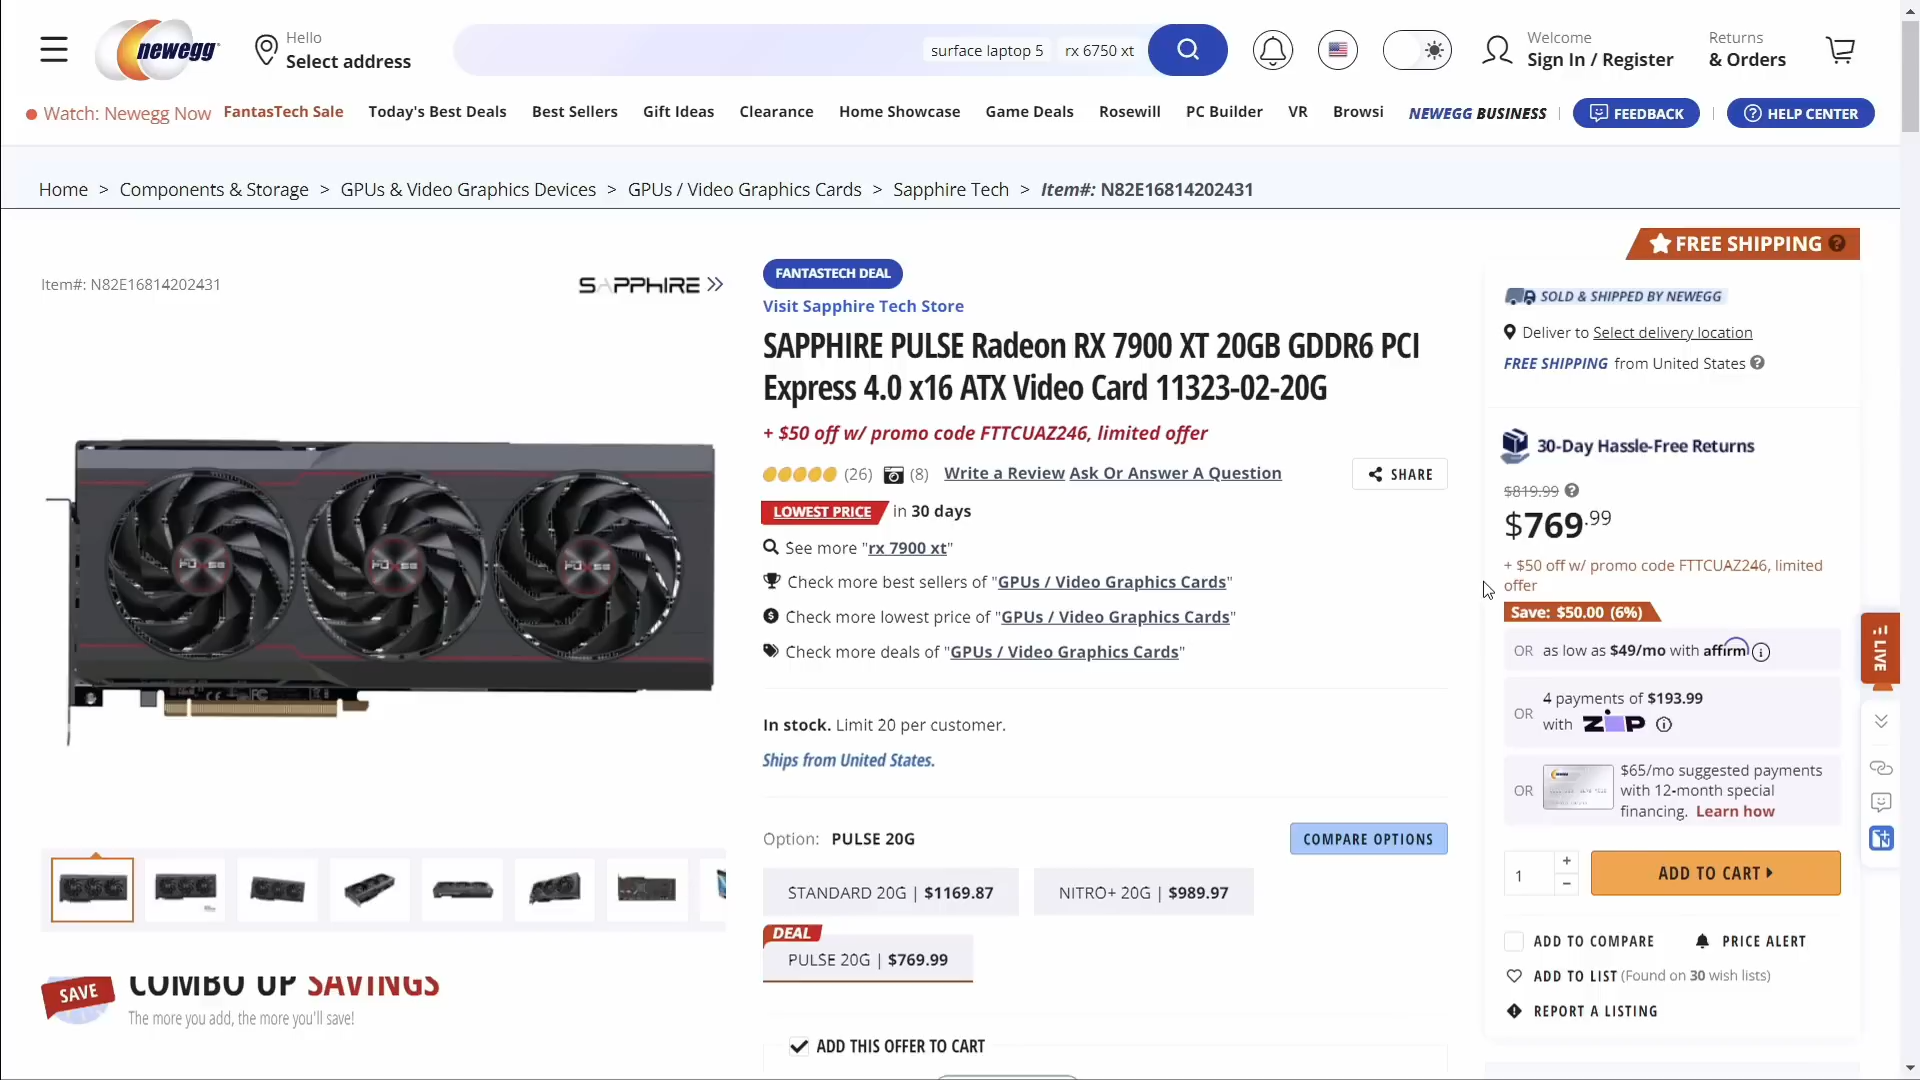 newegg
Hello
Select address
surface laptop 5
rx 6750 xt
Welcome
Sign In / Register
Returns
& Orders
Watch: Newegg Now
FantasTech Sale
Today's Best Deals
Best Sellers
Gift Ideas
Clearance
Home Showcase
Game Deals
Rosewill
PC Builder
VR
Browsi
NEWEGG BUSINESS
FEEDBACK
HELP CENTER
Home > Components & Storage > GPUs & Video Graphics Devices > GPUs / Video Graphics Cards > Sapphire Tech > Item#: N82E16814202431
FREE SHIPPING
Item#: N82E16814202431
SAPPHIRE
FANTASTECH DEAL
Visit Sapphire Tech Store
SAPPHIRE PULSE Radeon RX 7900 XT 20GB GDDR6 PCI
Express 4.0 x16 ATX Video Card 11323-02-20G
+ $50 off w/ promo code FTTCUAZ246, limited offer
(26)
(8)
Write a Review
Ask Or Answer A Question
SHARE
LOWEST PRICE in 30 days
See more "rx 7900 xt"
Check more best sellers of "GPUs / Video Graphics Cards"
Check more lowest price of "GPUs / Video Graphics Cards"
Check more deals of "GPUs / Video Graphics Cards"
In stock. Limit 20 per customer.
Ships from United States.
Option: PULSE 20G
COMPARE OPTIONS
STANDARD 20G | $1169.87
NITRO+ 20G | $989.97
DEAL
PULSE 20G | $769.99
ADD THIS OFFER TO CART
SAVE
COMBO UP SAVINGS
The more you add, the more you'll save!
SOLD & SHIPPED BY NEWEGG
Deliver to Select delivery location
FREE SHIPPING from United States
30-Day Hassle-Free Returns
$819.99
$769.99
+ $50 off w/ promo code FTTCUAZ246, limited
offer
Save: $50.00 (6%)
OR as low as $49/mo with affirm
OR
4 payments of $193.99
with ZIP
OR
$65/mo suggested payments
with 12-month special
financing. Learn how
1
ADD TO CART
ADD TO COMPARE
PRICE ALERT
ADD TO LIST (Found on 30 wish lists)
REPORT A LISTING
LIVE